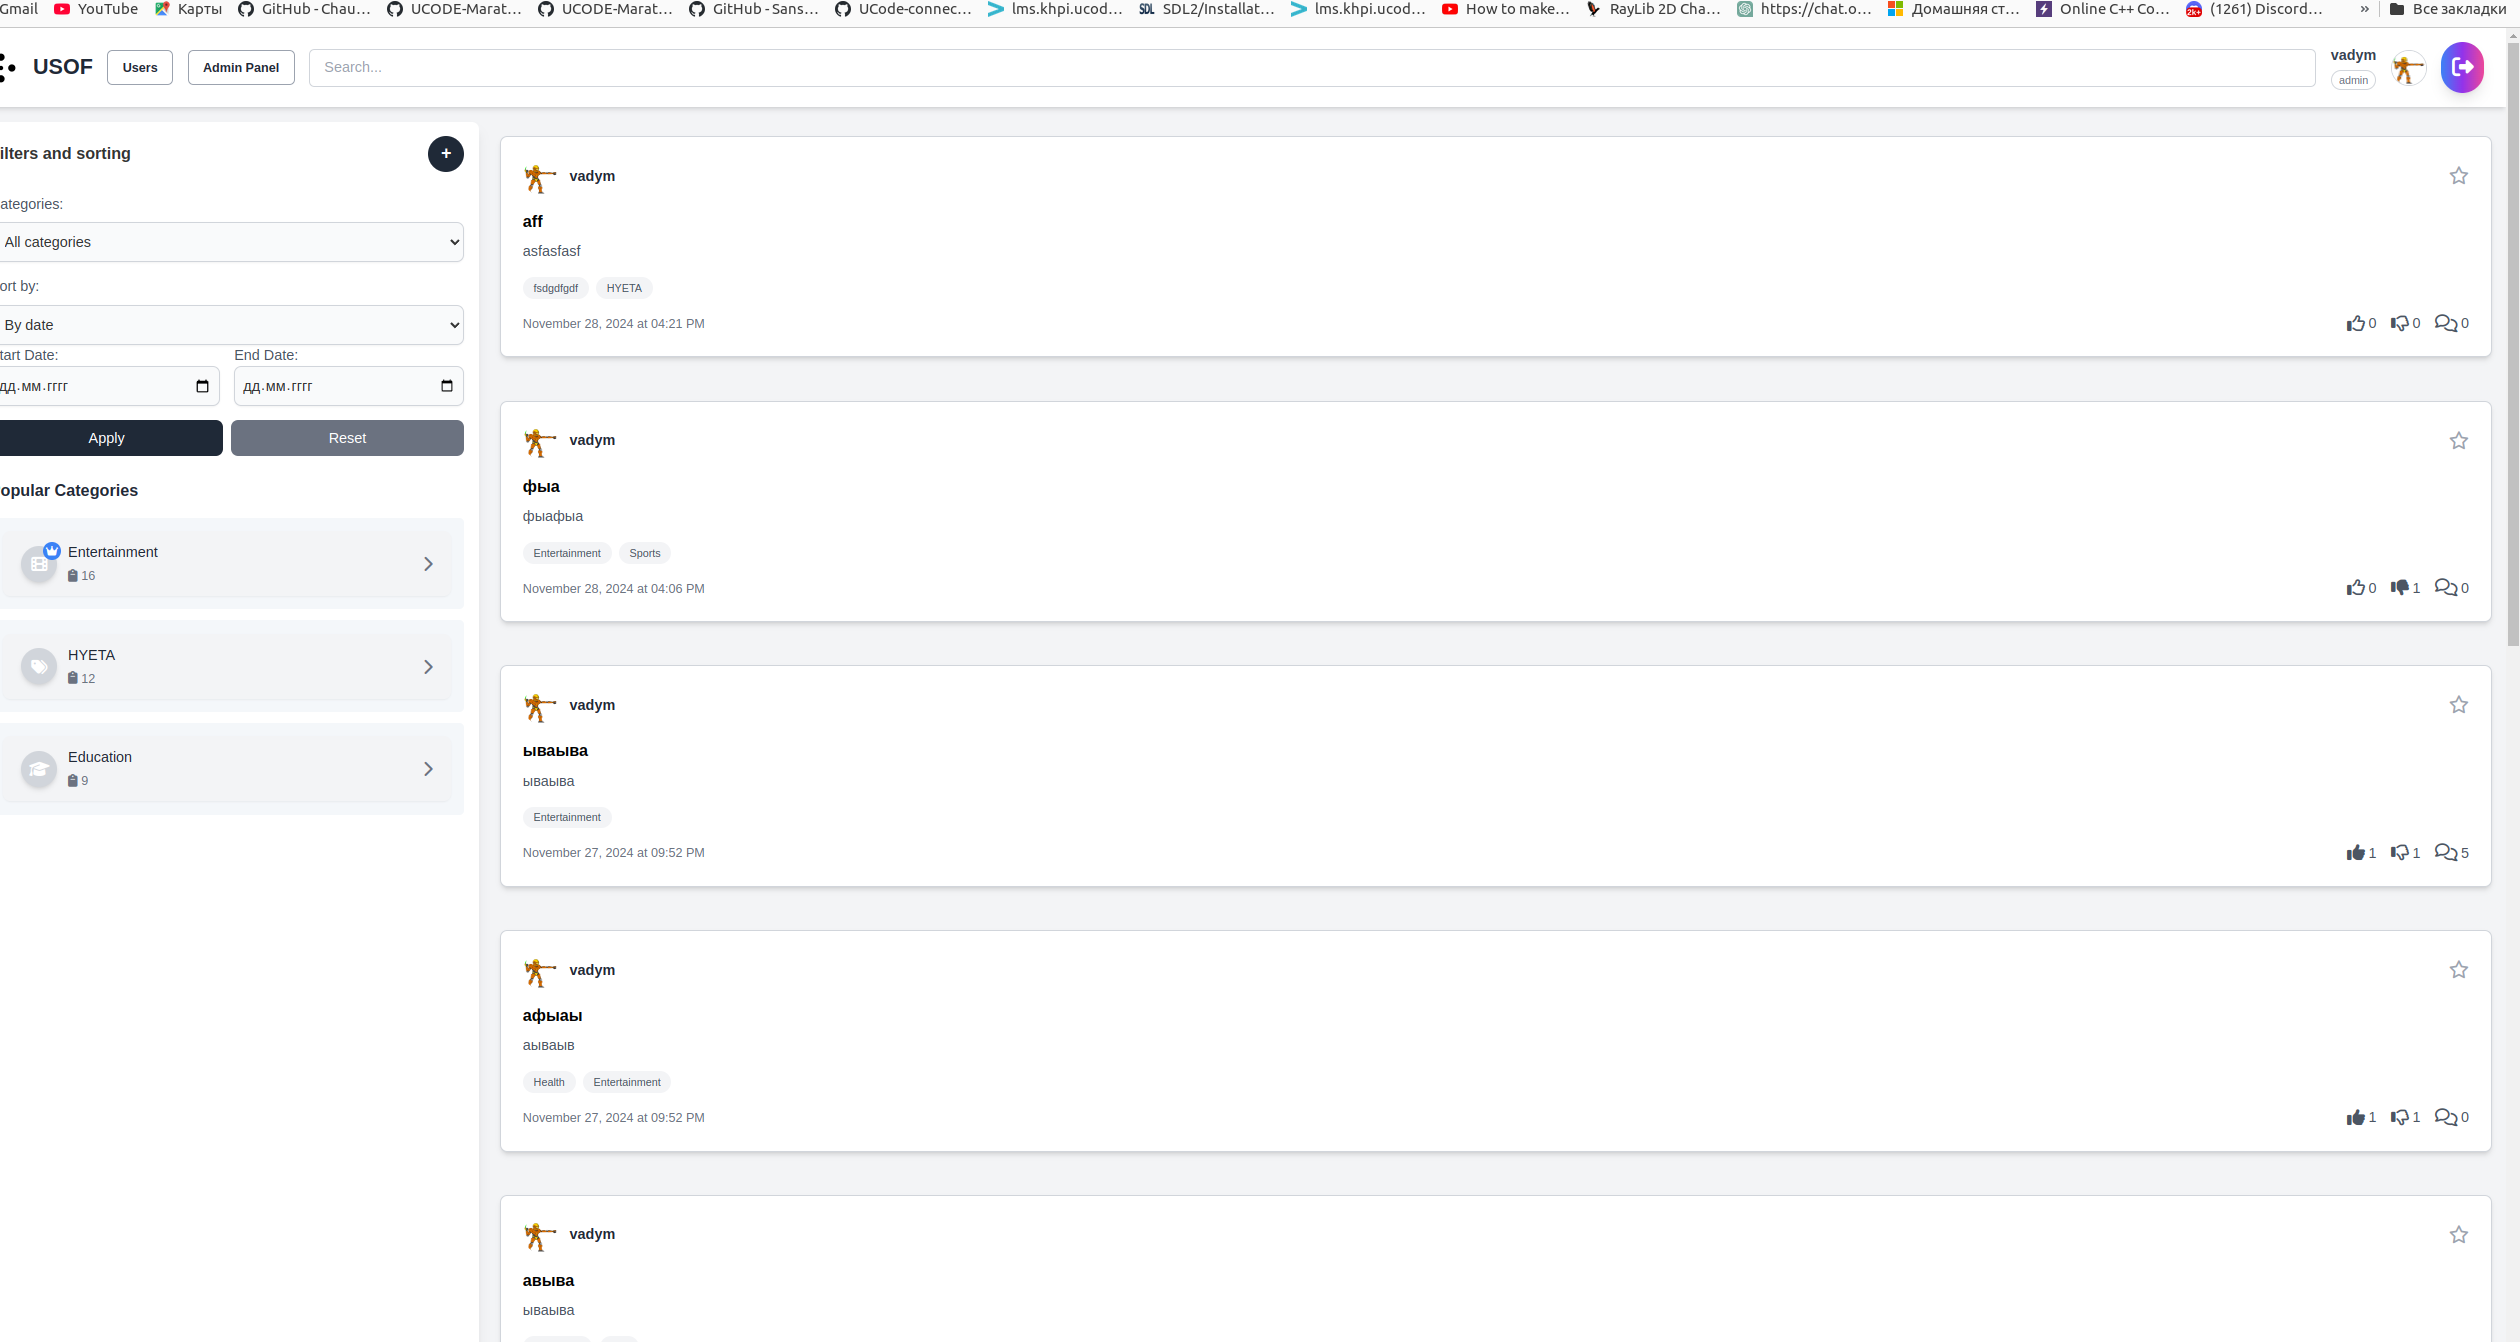 Gmail YouTube Карты GitHub - Chau... UCODE-Marat... UCODE-Marat... GitHub - Sans... UCode-connec... lms.khpi.ucod... SDL SDL2/Installat... lms.khpi.ucod... How to make... RayLib 2D Cha... https://chat.o... Домашняя ст... Online C++ Co... 2k+ (1261) Discord... » Все закладки
USOF Users Admin Panel Search... vadym
admin
ilters and sorting +
ategories:
All categories
ort by:
By date
tart Date: End Date:
дд.мм.гггг дд.мм.гггг
Apply Reset
opular Categories
Entertainment
16
HYETA
12
Education
9
vadym
aff
asfasfasf
fsdgdfgdf HYETA
November 28, 2024 at 04:21 PM 0 0 0
vadym
фыа
фыафыа
Entertainment Sports
November 28, 2024 at 04:06 PM 0 1 0
vadym
ываыва
ываыва
Entertainment
November 27, 2024 at 09:52 PM 1 1 5
vadym
афыаы
аываыв
Health Entertainment
November 27, 2024 at 09:52 PM 1 1 0
vadym
авыва
ываыва